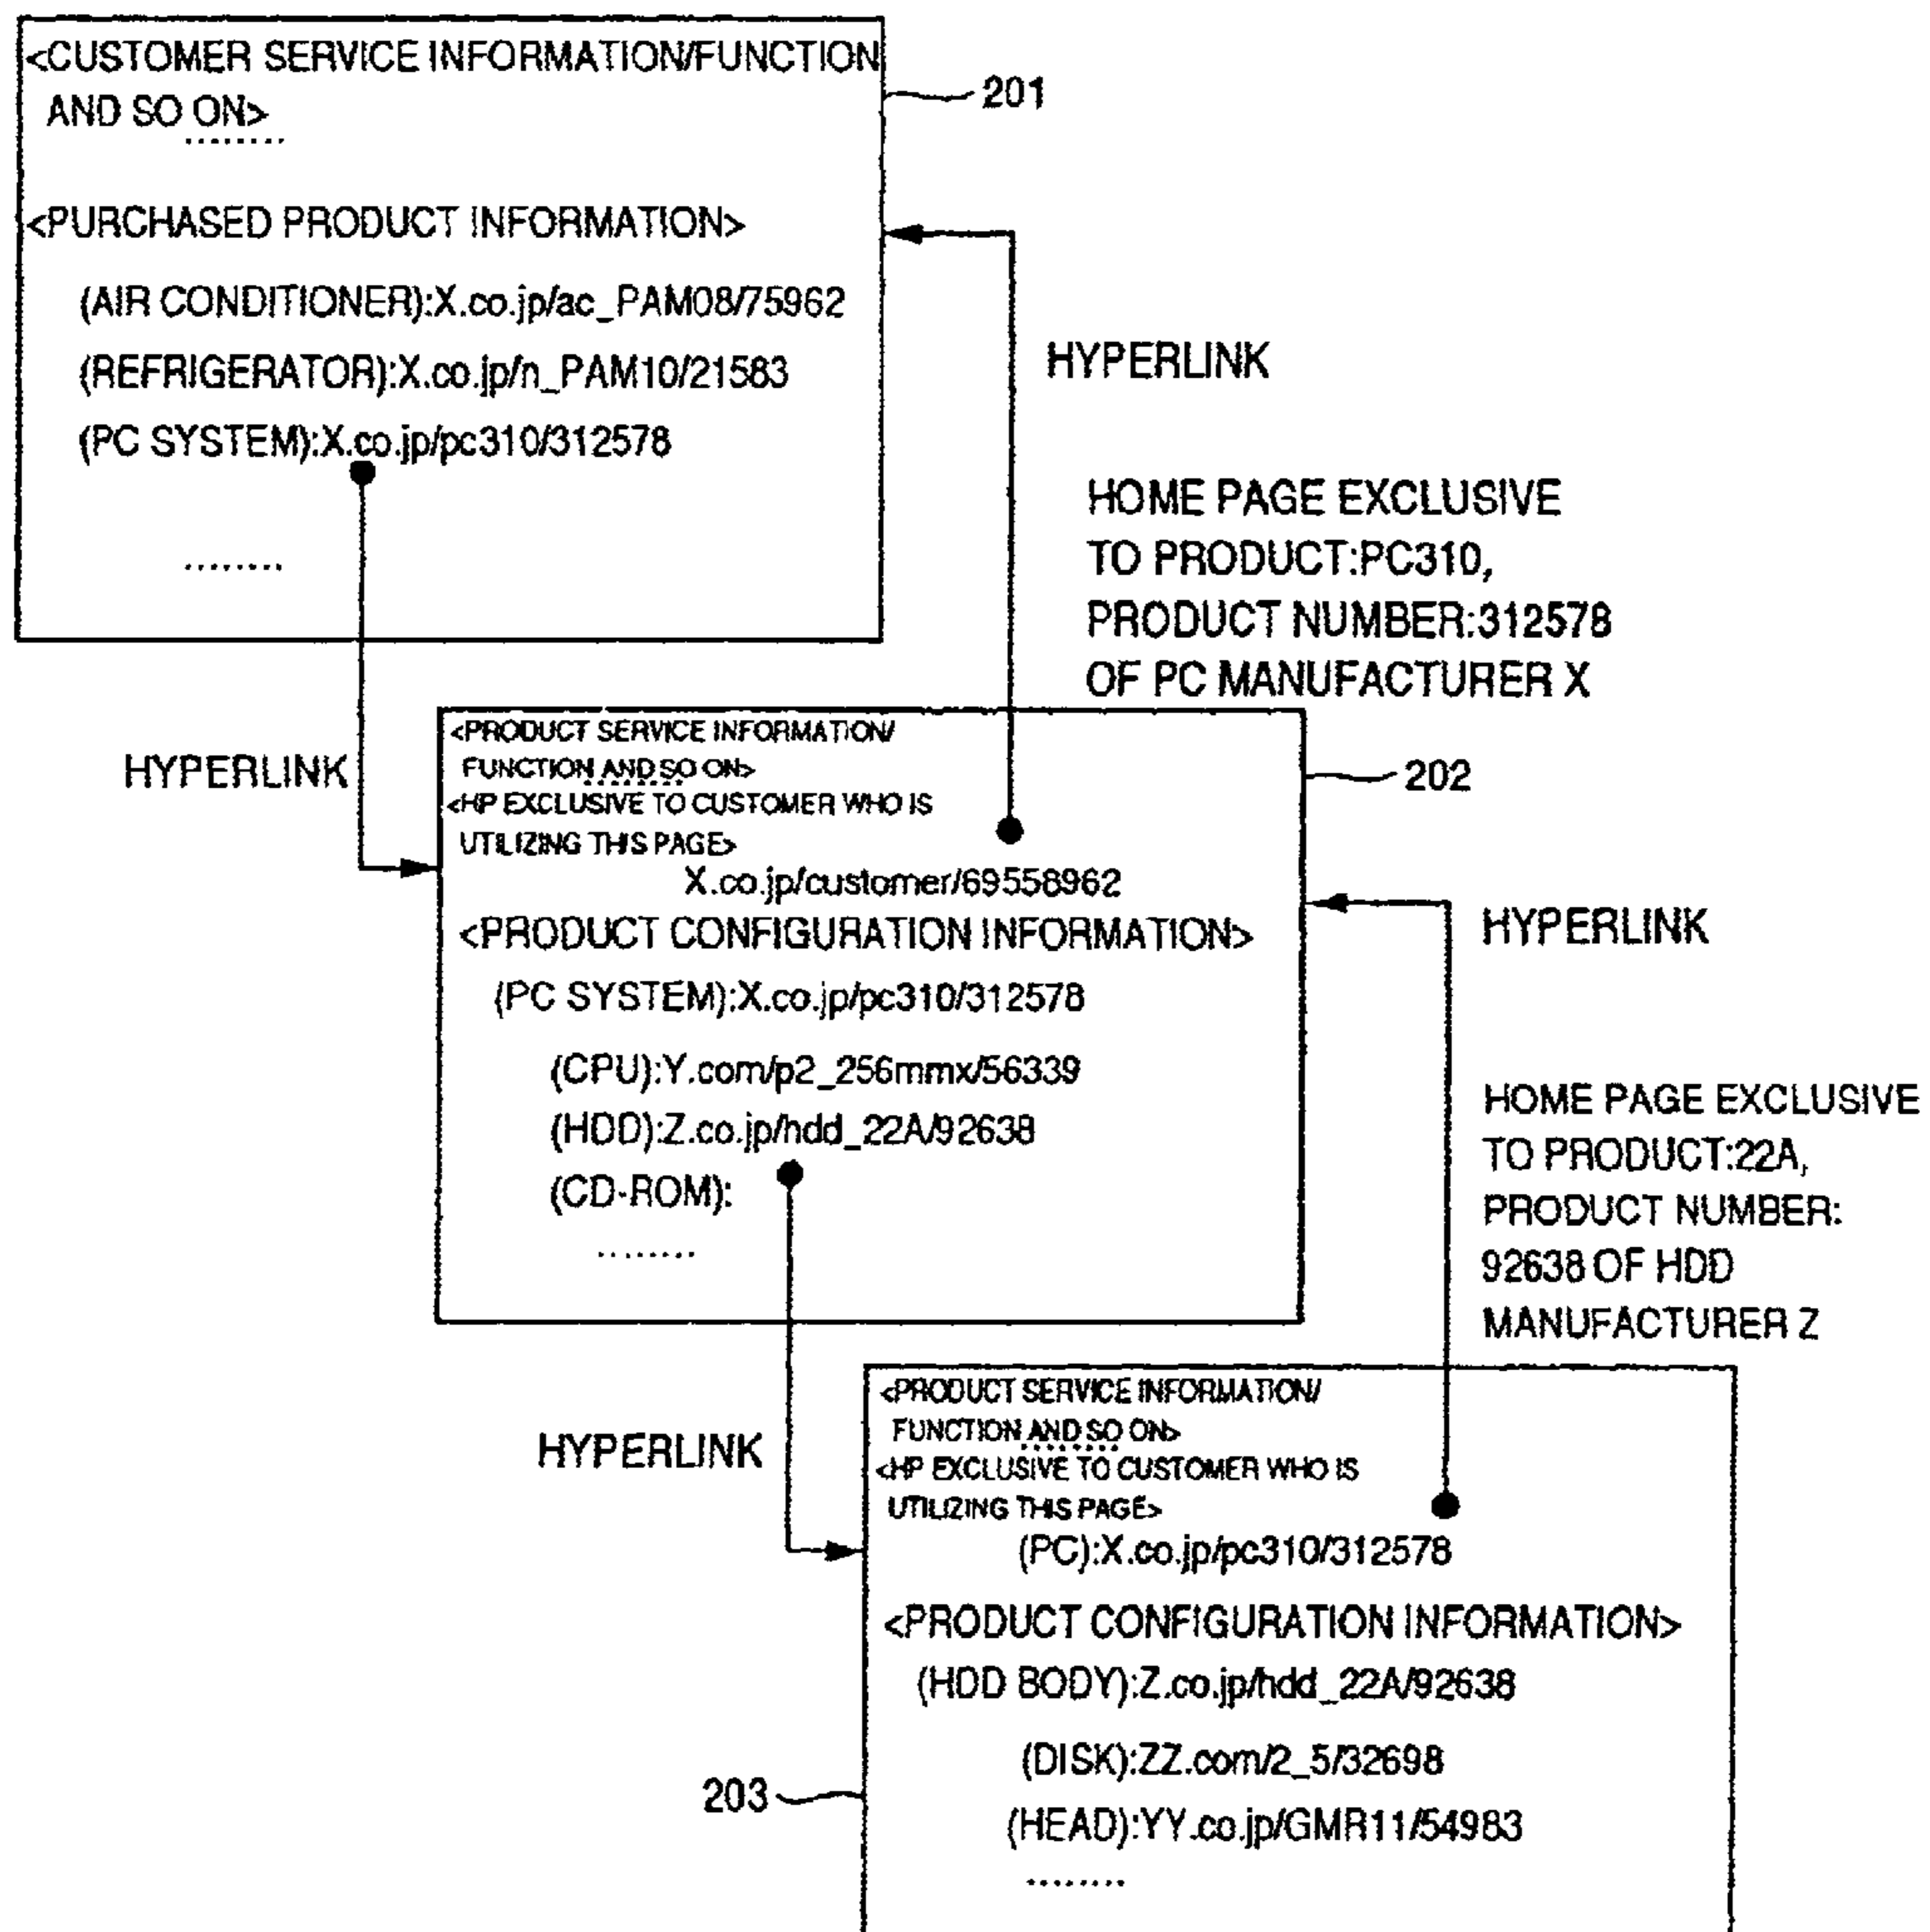 <CUSTOMER SERVICE INFORMATION/FUNCTION
AND SO ON>
201
<PURCHASED PRODUCT INFORMATION>
(AIR CONDITIONER):X.co.jp/ac_PAM08/75962
(REFRIGERATOR):X.co.jp/n_PAM10/21583
(PC SYSTEM):X.co.jp/pc310/312578
........
HYPERLINK
HOME PAGE EXCLUSIVE
TO PRODUCT:PC310,
PRODUCT NUMBER:312578
OF PC MANUFACTURER X
HYPERLINK
<PRODUCT SERVICE INFORMATION/
FUNCTION AND SO ON>
<HP EXCLUSIVE TO CUSTOMER WHO IS
UTILIZING THIS PAGE>
X.co.jp/customer/69558962
<PRODUCT CONFIGURATION INFORMATION>
(PC SYSTEM):X.co.jp/pc310/312578
(CPU):Y.com/p2_256mmx/56339
(HDD):Z.co.jp/hdd_22A/92638
(CD-ROM):
........
202
HYPERLINK
HOME PAGE EXCLUSIVE
TO PRODUCT:22A,
PRODUCT NUMBER:
92638 OF HDD
MANUFACTURER Z
HYPERLINK
<PRODUCT SERVICE INFORMATION/
FUNCTION AND SO ON>
<HP EXCLUSIVE TO CUSTOMER WHO IS
UTILIZING THIS PAGE>
(PC):X.co.jp/pc310/312578
<PRODUCT CONFIGURATION INFORMATION>
(HDD BODY):Z.co.jp/hdd_22A/92638
(DISK):ZZ.com/2_5/32698
(HEAD):YY.co.jp/GMR11/54983
........
203